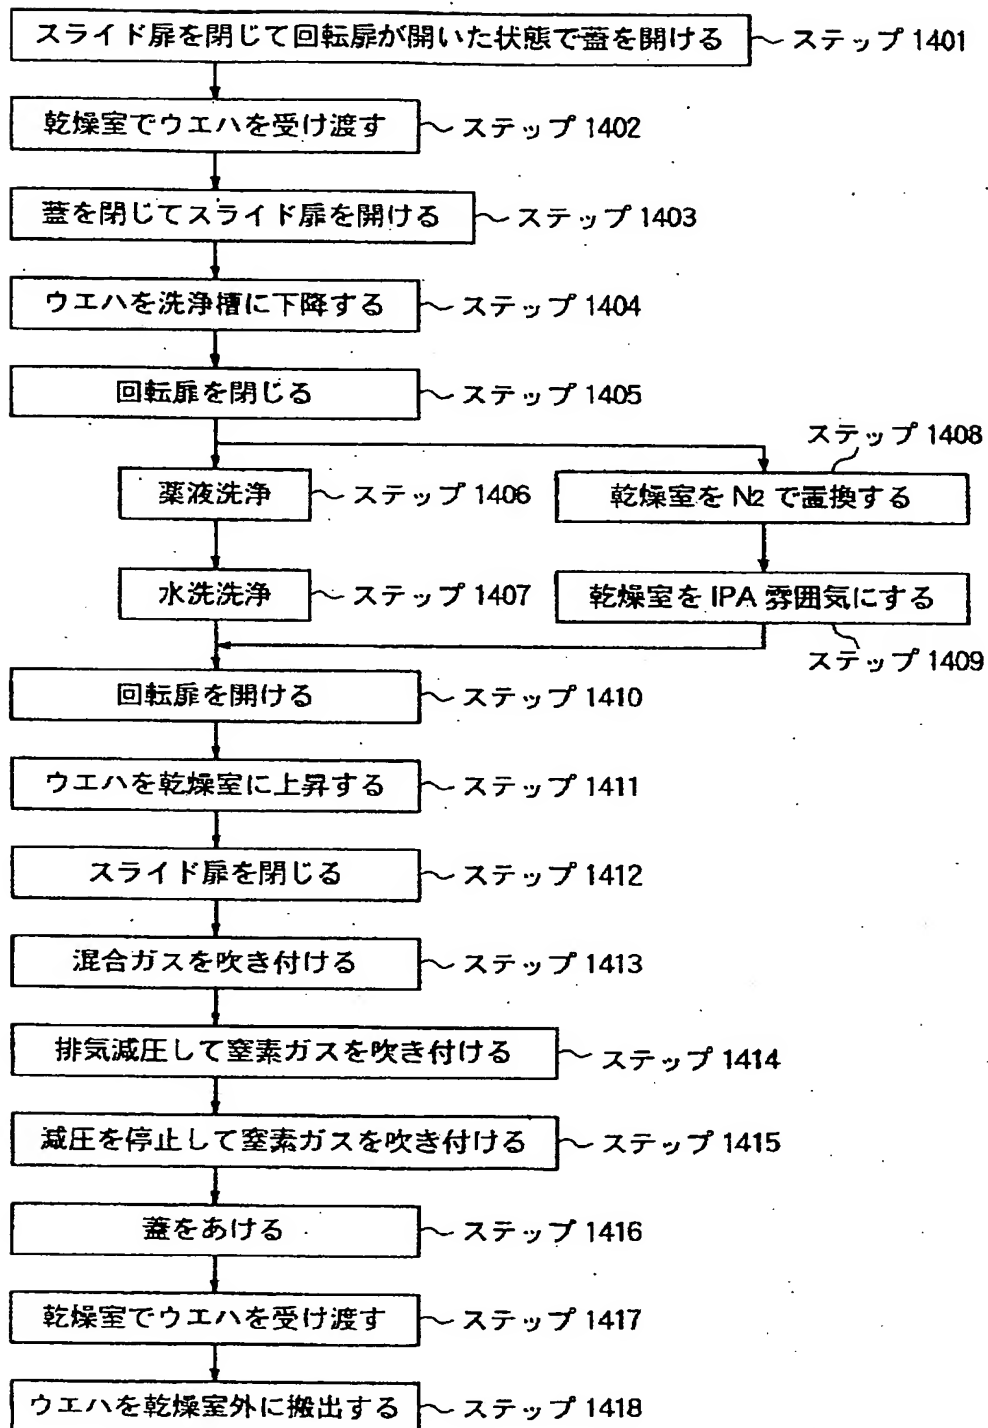 スライド扉を閉じて回転扉が開いた状態で蓋を開ける ステップ 1401
乾燥室でウエハを受け渡す ステップ 1402
蓋を閉じてスライド扉を開ける ステップ 1403
ウエハを洗浄槽に下降する ステップ 1404
回転扉を閉じる ステップ 1405
ステップ 1408
薬液洗浄 ステップ 1406 乾燥室を N2 で置換する
水洗洗浄 ステップ 1407 乾燥室を IPA 雰囲気にする
ステップ 1409
回転扉を開ける ステップ 1410
ウエハを乾燥室に上昇する ステップ 1411
スライド扉を閉じる ステップ 1412
混合ガスを吹き付ける ステップ 1413
排気減圧して窒素ガスを吹き付ける ステップ 1414
減圧を停止して窒素ガスを吹き付ける ステップ 1415
蓋をあける ステップ 1416
乾燥室でウエハを受け渡す ステップ 1417
ウエハを乾燥室外に搬出する ステップ 1418